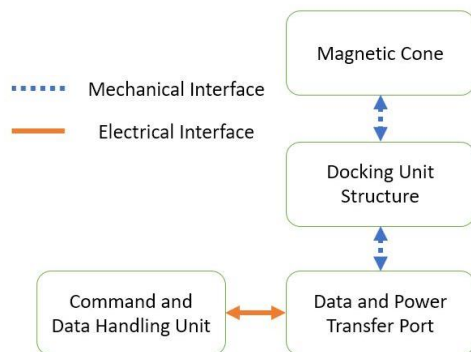 Magnetic Cone
Mechanical Interface
Electrical Interface
Docking Unit
Structure
Command and
Data Handling Unit
Data and Power
Transfer Port